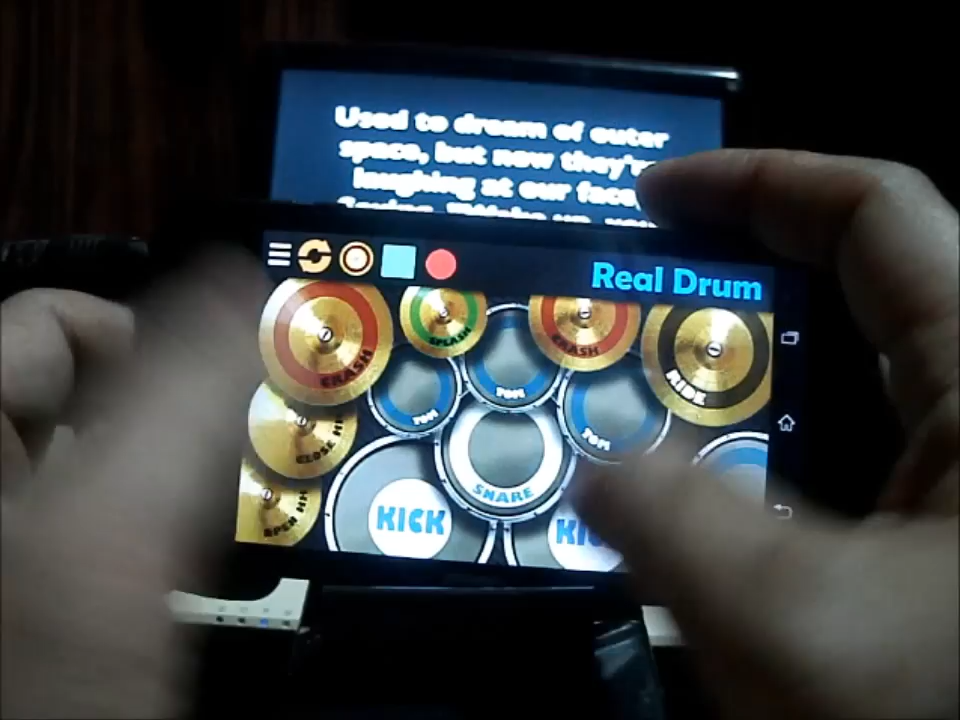 Used to dream of outer
space, but now they're
laughing at our face,
Real Drum
CRASH
SPLASH
CRASH
RIDE
TOM
TOM
TOM
CLOSE HH
OPEN HH
SNARE
KICK